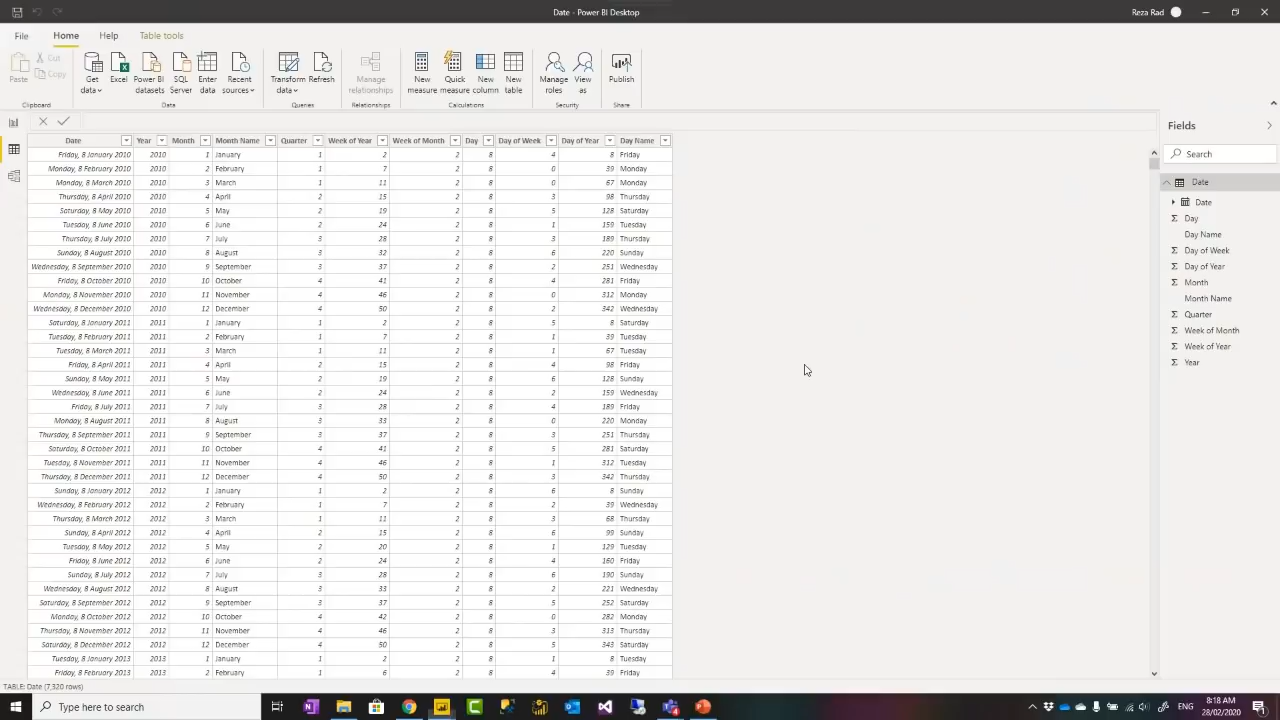 Date - Power BI Desktop
Reza Rad
File Home Help Table tools
Cut
Copy
Paste
Get data
Excel
Power BI datasets
SQL Server
Enter data
Recent sources
Transform data
Refresh
Manage relationships
New measure
Quick measure
New column
New table
Manage roles
View as
Publish
Clipboard Data Queries Relationships Calculations Security Share
Date Year Month Month Name Quarter Week of Year Week of Month Day Day of Week Day of Year Day Name
Friday, 8 January 2010 2010 1 January 1 2 2 8 4 8 Friday
Monday, 8 February 2010 2010 2 February 1 7 2 8 0 39 Monday
Monday, 8 March 2010 2010 3 March 1 11 2 8 0 67 Monday
Thursday, 8 April 2010 2010 4 April 2 15 2 8 3 98 Thursday
Saturday, 8 May 2010 2010 5 May 2 19 2 8 5 128 Saturday
Tuesday, 8 June 2010 2010 6 June 2 24 2 8 1 159 Tuesday
Thursday, 8 July 2010 2010 7 July 3 28 2 8 3 189 Thursday
Sunday, 8 August 2010 2010 8 August 3 32 2 8 6 220 Sunday
Wednesday, 8 September 2010 2010 9 September 3 37 2 8 2 251 Wednesday
Friday, 8 October 2010 2010 10 October 4 41 2 8 4 281 Friday
Monday, 8 November 2010 2010 11 November 4 46 2 8 0 312 Monday
Wednesday, 8 December 2010 2010 12 December 4 50 2 8 2 342 Wednesday
Saturday, 8 January 2011 2011 1 January 1 2 2 8 5 8 Saturday
Tuesday, 8 February 2011 2011 2 February 1 7 2 8 1 39 Tuesday
Tuesday, 8 March 2011 2011 3 March 1 11 2 8 1 67 Tuesday
Friday, 8 April 2011 2011 4 April 2 15 2 8 4 98 Friday
Sunday, 8 May 2011 2011 5 May 2 19 2 8 6 128 Sunday
Wednesday, 8 June 2011 2011 6 June 2 24 2 8 2 159 Wednesday
Friday, 8 July 2011 2011 7 July 3 28 2 8 4 189 Friday
Monday, 8 August 2011 2011 8 August 3 33 2 8 0 220 Monday
Thursday, 8 September 2011 2011 9 September 3 37 2 8 3 251 Thursday
Saturday, 8 October 2011 2011 10 October 4 41 2 8 5 281 Saturday
Tuesday, 8 November 2011 2011 11 November 4 46 2 8 1 312 Tuesday
Thursday, 8 December 2011 2011 12 December 4 50 2 8 3 342 Thursday
Sunday, 8 January 2012 2012 1 January 1 2 2 8 6 8 Sunday
Wednesday, 8 February 2012 2012 2 February 1 7 2 8 2 39 Wednesday
Thursday, 8 March 2012 2012 3 March 1 11 2 8 3 68 Thursday
Sunday, 8 April 2012 2012 4 April 2 15 2 8 6 99 Sunday
Tuesday, 8 May 2012 2012 5 May 2 20 2 8 1 129 Tuesday
Friday, 8 June 2012 2012 6 June 2 24 2 8 4 160 Friday
Sunday, 8 July 2012 2012 7 July 3 28 2 8 6 190 Sunday
Wednesday, 8 August 2012 2012 8 August 3 33 2 8 2 221 Wednesday
Saturday, 8 September 2012 2012 9 September 3 37 2 8 5 252 Saturday
Monday, 8 October 2012 2012 10 October 4 42 2 8 0 282 Monday
Thursday, 8 November 2012 2012 11 November 4 46 2 8 3 313 Thursday
Saturday, 8 December 2012 2012 12 December 4 50 2 8 5 343 Saturday
Tuesday, 8 January 2013 2013 1 January 1 2 2 8 1 8 Tuesday
Friday, 8 February 2013 2013 2 February 1 6 2 8 4 39 Friday
TABLE: Date (7,320 rows)
Fields
Search
Date
Date
Day
Day Name
Day of Week
Day of Year
Month
Month Name
Quarter
Week of Month
Week of Year
Year
Type here to search
8:18 AM
28/02/2020